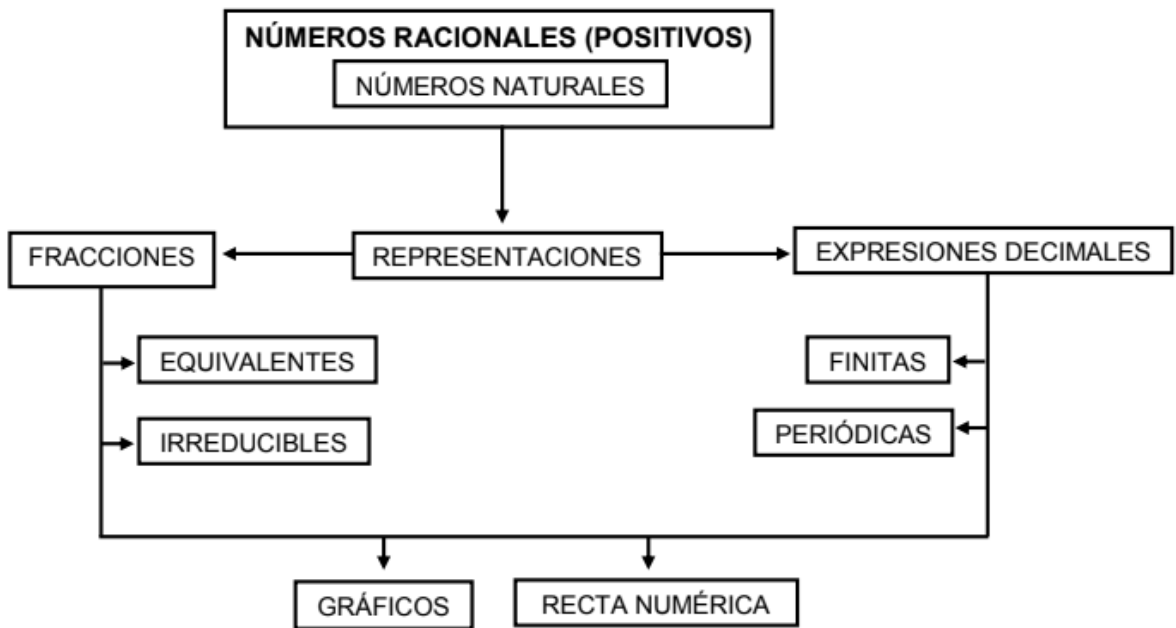 NÚMEROS RACIONALES (POSITIVOS)
NÚMEROS NATURALES
FRACCIONES
REPRESENTACIONES
EXPRESIONES DECIMALES
EQUIVALENTES
FINITAS
IRREDUCIBLES
PERIÓDICAS
GRÁFICOS
RECTA NUMÉRICA